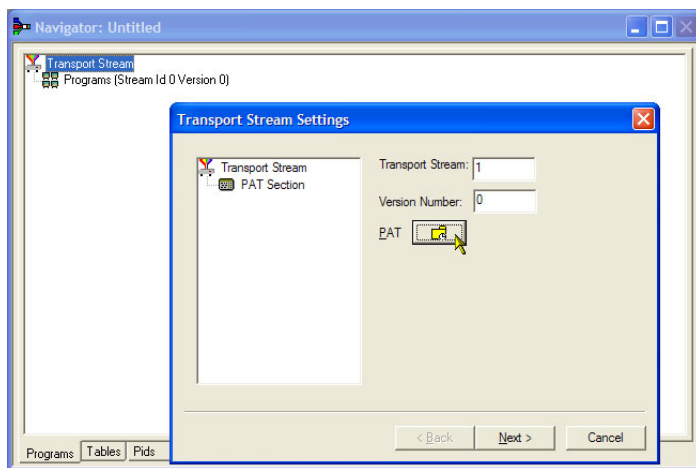 Navigator: Untitled
Transport Stream
Programs (Stream Id 0 Version 0)
Transport Stream Settings
Transport Stream
PAT Section
Transport Stream: 1
Version Number: 0
PAT
< Back
Next >
Cancel
Programs
Tables
Pids